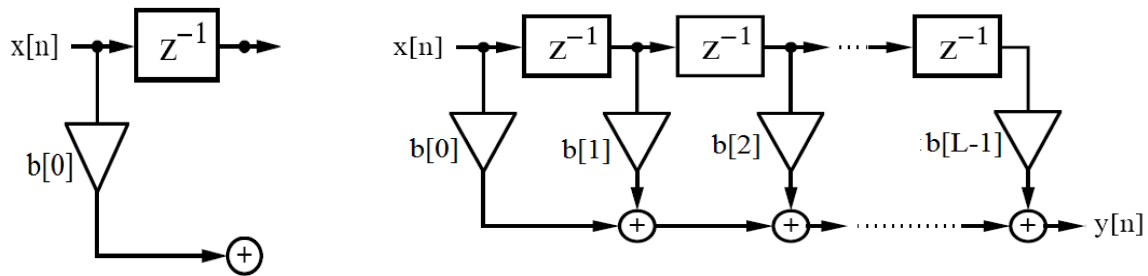 x[n] z⁻¹
b[0]
+
x[n] z⁻¹ z⁻¹ z⁻¹
b[0] b[1] b[2] b[L-1]
+ + + y[n]